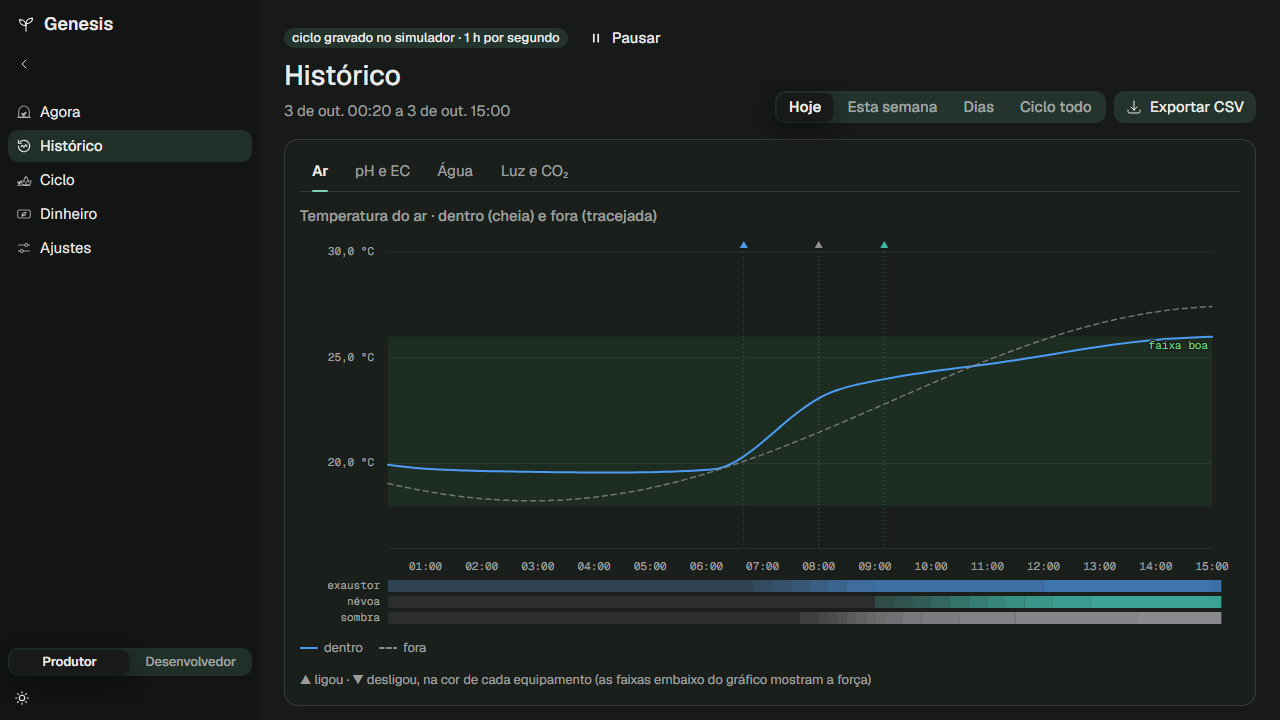 Genesis
Agora
Histórico
Ciclo
Dinheiro
Ajustes
Produtor
Desenvolvedor
ciclo gravado no simulador · 1 h por segundo
Pausar
Histórico
3 de out. 00:20 a 3 de out. 15:00
Hoje
Esta semana
Dias
Ciclo todo
Exportar CSV
Ar
pH e EC
Água
Luz e CO₂
Temperatura do ar · dentro (cheia) e fora (tracejada)
30,0 °C
25,0 °C
20,0 °C
faixa boa
01:00 02:00 03:00 04:00 05:00 06:00 07:00 08:00 09:00 10:00 11:00 12:00 13:00 14:00 15:00
exaustor
névoa
sombra
dentro
fora
▲ ligou · ▼ desligou, na cor de cada equipamento (as faixas embaixo do gráfico mostram a força)